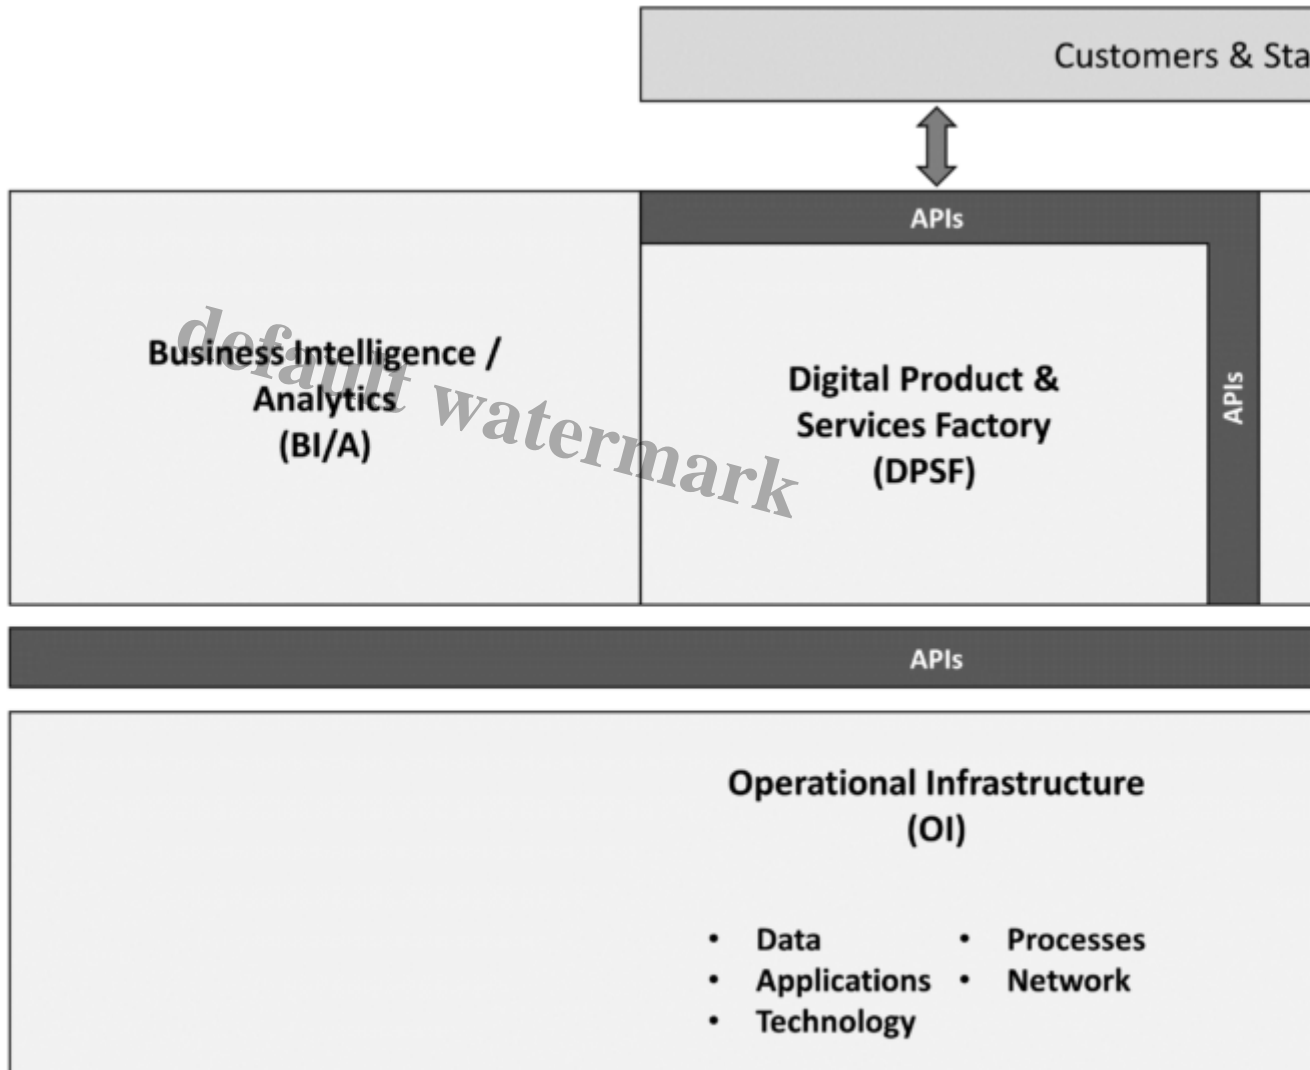 Customers & Sta
APIs
Business Intelligence /
Analytics
(BI/A)
default watermark
Digital Product &
Services Factory
(DPSF)
APIs
APIs
Operational Infrastructure
(OI)
• Data
• Applications
• Technology
• Processes
• Network